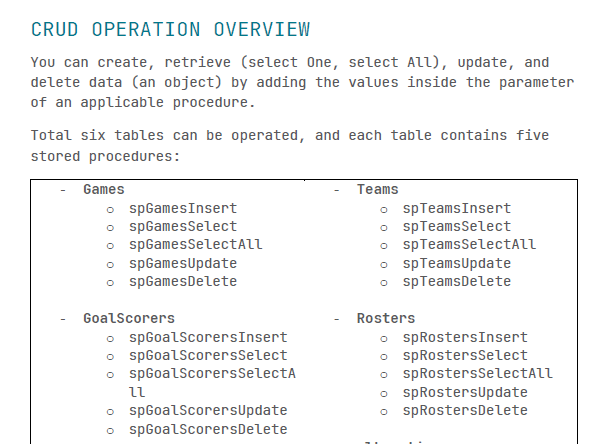 CRUD OPERATION OVERVIEW
You can create, retrieve (select One, select All), update, and
delete data (an object) by adding the values inside the parameter
of an applicable procedure.
Total six tables can be operated, and each table contains five
stored procedures:
- Games
○ spGamesInsert
○ spGamesSelect
○ spGamesSelectAll
○ spGamesUpdate
○ spGamesDelete
- GoalScorers
○ spGoalScorersInsert
○ spGoalScorersSelect
○ spGoalScorersSelectA
ll
○ spGoalScorersUpdate
○ spGoalScorersDelete
- Teams
○ spTeamsInsert
○ spTeamsSelect
○ spTeamsSelectAll
○ spTeamsUpdate
○ spTeamsDelete
- Rosters
○ spRostersInsert
○ spRostersSelect
○ spRostersSelectAll
○ spRostersUpdate
○ spRostersDelete